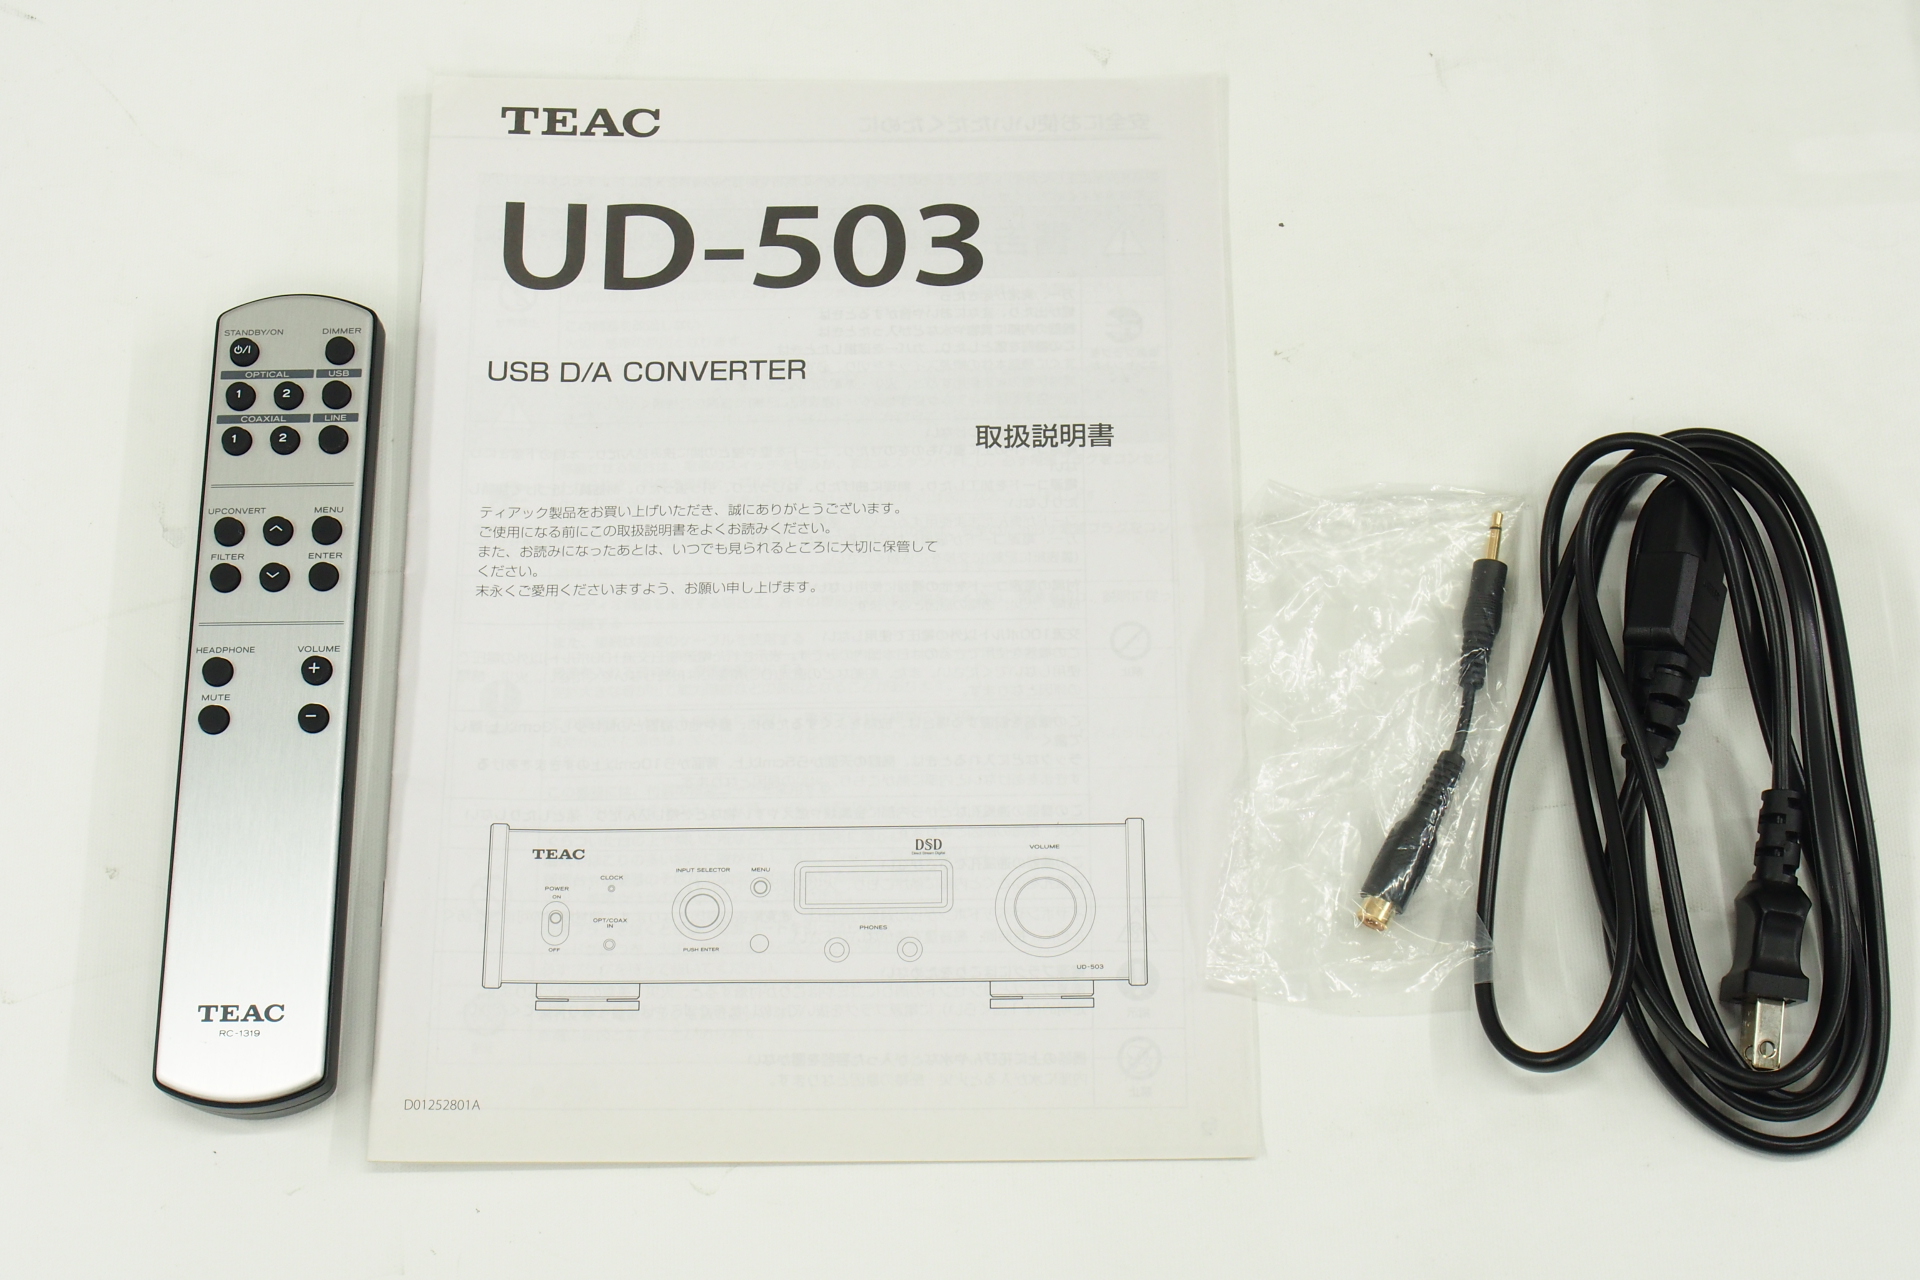 STANDBY/ON DIMMER
⏻/I
OPTICAL USB
1 2
COAXIAL LINE
1 2
UPCONVERT MENU
FILTER ENTER
HEADPHONE VOLUME
+
MUTE
−
TEAC
RC-1319
TEAC
UD-503
USB D/A CONVERTER
取扱説明書
ティアック製品をお買い上げいただき、誠にありがとうございます。
ご使用になる前にこの取扱説明書をよくお読みください。
また、お読みになったあとは、いつでも見られるところに大切に保管して
ください。
末永くご愛用くださいますよう、お願い申し上げます。
TEAC
POWER
ON
OFF
CLOCK
OPT/COAX
IN
INPUT SELECTOR
PUSH ENTER
MENU
DSD
Direct Stream Digital
PHONES
VOLUME
UD-503
D01252801A